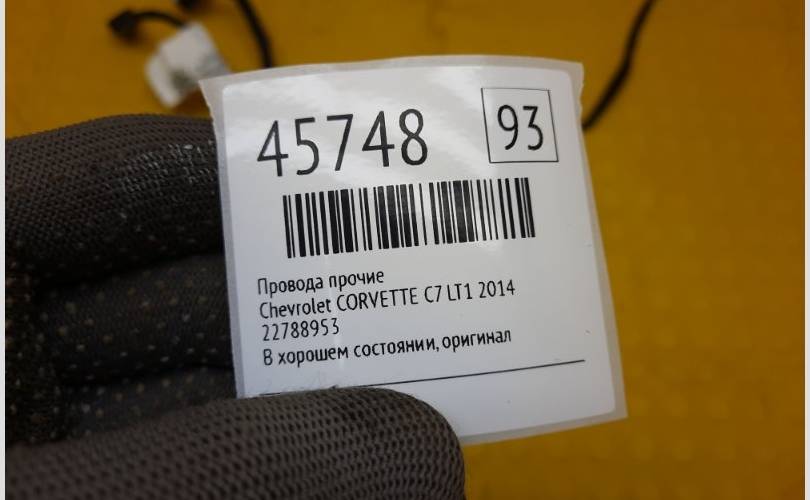 45748
93
Провода прочие
Chevrolet CORVETTE C7 LT1 2014
22788953
В хорошем состоянии, оригинал